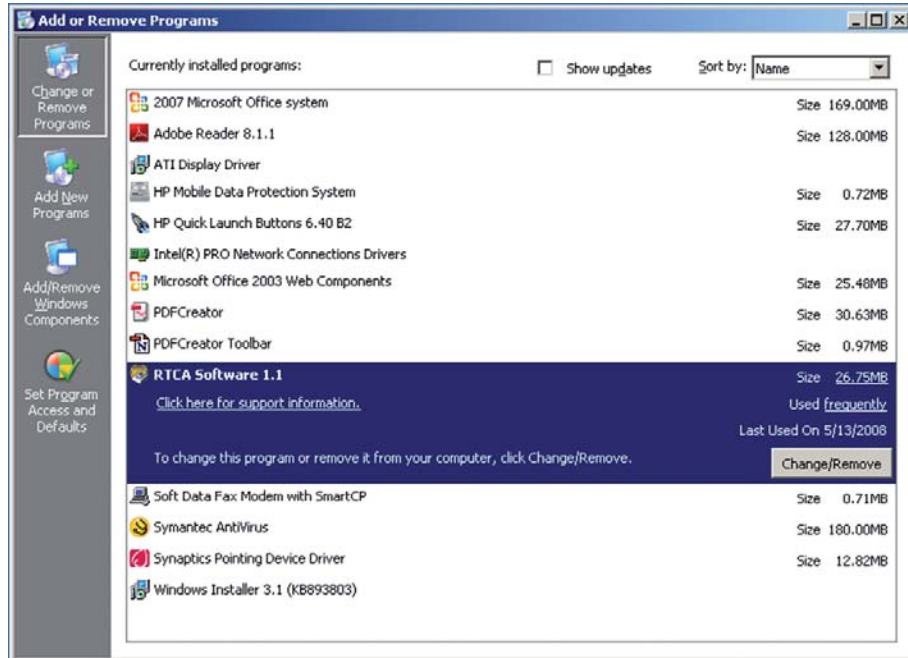 Add or Remove Programs
Change or
Remove
Programs
Add New
Programs
Add/Remove
Windows
Components
Set Program
Access and
Defaults
Currently installed programs:
Show updates
Sort by: Name
2007 Microsoft Office system Size 169.00MB
Adobe Reader 8.1.1 Size 128.00MB
ATI Display Driver
HP Mobile Data Protection System Size 0.72MB
HP Quick Launch Buttons 6.40 B2 Size 27.70MB
Intel(R) PRO Network Connections Drivers
Microsoft Office 2003 Web Components Size 25.48MB
PDFCreator Size 30.63MB
PDFCreator Toolbar Size 0.97MB
RTCA Software 1.1 Size 26.75MB
Click here for support information. Used frequently
Last Used On 5/13/2008
To change this program or remove it from your computer, click Change/Remove. Change/Remove
Soft Data Fax Modem with SmartCP Size 0.71MB
Symantec AntiVirus Size 180.00MB
Synaptics Pointing Device Driver Size 12.82MB
Windows Installer 3.1 (KB893803)